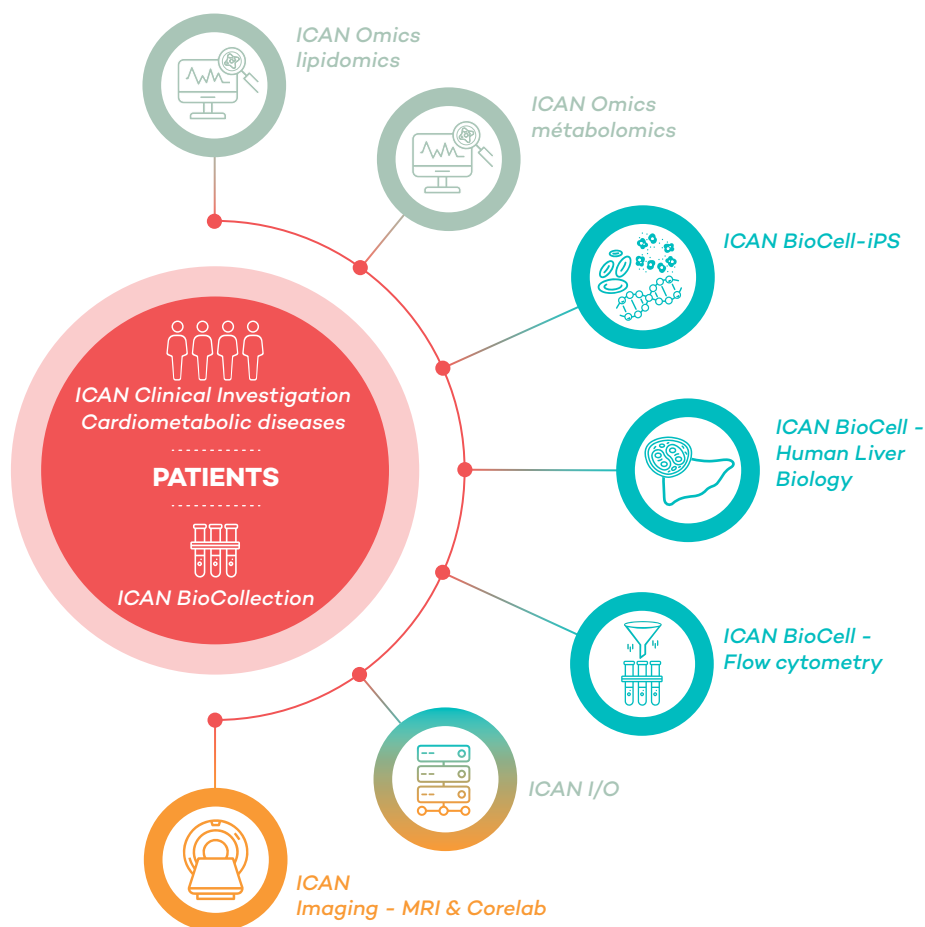 ICAN Omics
lipidomics
ICAN Omics
métabolomics
ICAN BioCell-iPS
ICAN Clinical Investigation
Cardiometabolic diseases
PATIENTS
ICAN BioCollection
ICAN BioCell -
Human Liver
Biology
ICAN BioCell -
Flow cytometry
ICAN I/O
ICAN
Imaging - MRI & Corelab